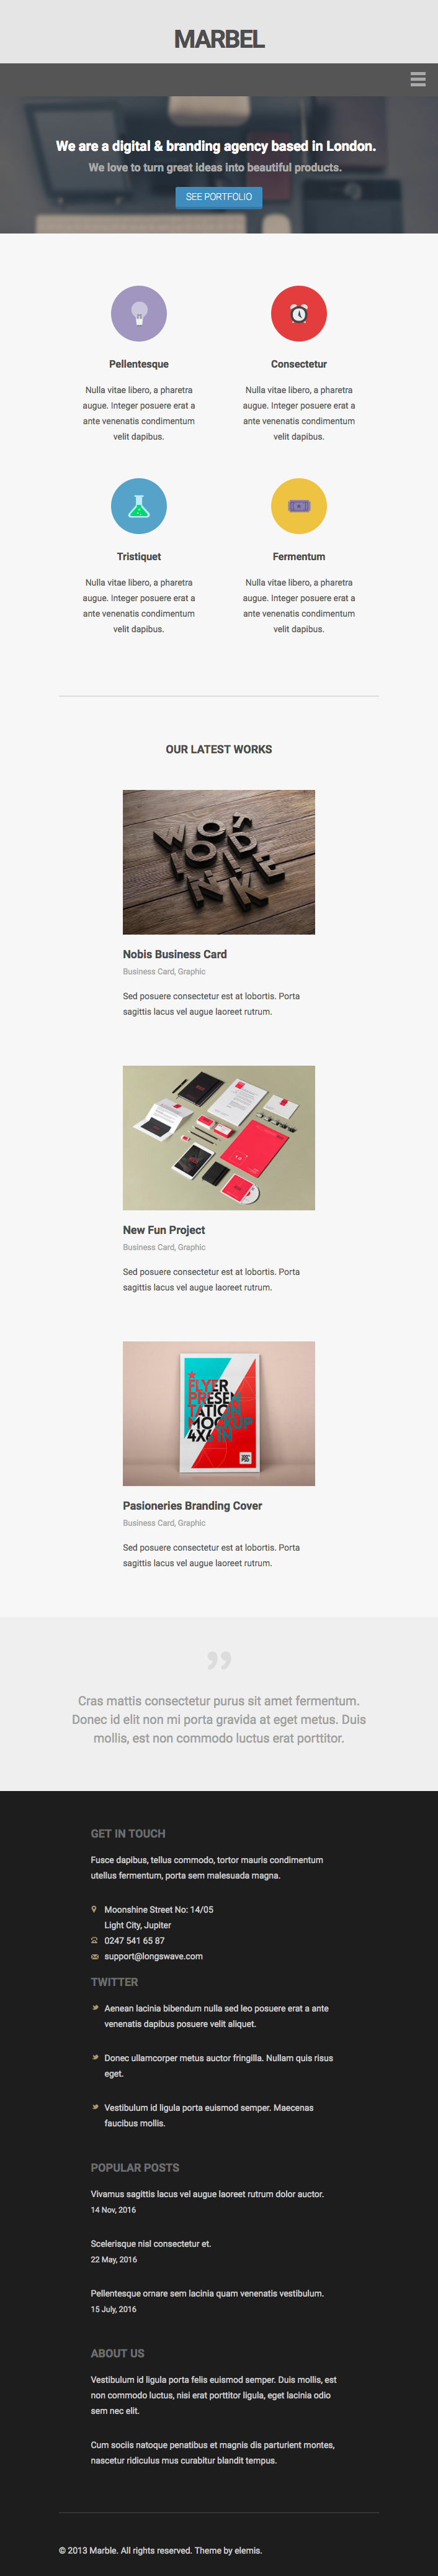 MARBEL
We are a digital & branding agency based in London.
We love to turn great ideas into beautiful products.
SEE PORTFOLIO
Pellentesque
Nulla vitae libero, a pharetra
augue. Integer posuere erat a
ante venenatis condimentum
velit dapibus.
Consectetur
Nulla vitae libero, a pharetra
augue. Integer posuere erat a
ante venenatis condimentum
velit dapibus.
Tristiquet
Nulla vitae libero, a pharetra
augue. Integer posuere erat a
ante venenatis condimentum
velit dapibus.
Fermentum
Nulla vitae libero, a pharetra
augue. Integer posuere erat a
ante venenatis condimentum
velit dapibus.
OUR LATEST WORKS
Nobis Business Card
Business Card, Graphic
Sed posuere consectetur est at lobortis. Porta
sagittis lacus vel augue laoreet rutrum.
New Fun Project
Business Card, Graphic
Sed posuere consectetur est at lobortis. Porta
sagittis lacus vel augue laoreet rutrum.
FLYER
PRESEN
TATION
MOCKUP
4X6 IN
Pasioneries Branding Cover
Business Card, Graphic
Sed posuere consectetur est at lobortis. Porta
sagittis lacus vel augue laoreet rutrum.
”
Cras mattis consectetur purus sit amet fermentum.
Donec id elit non mi porta gravida at eget metus. Duis
mollis, est non commodo luctus erat porttitor.
GET IN TOUCH
Fusce dapibus, tellus commodo, tortor mauris condimentum
utellus fermentum, porta sem malesuada magna.
Moonshine Street No: 14/05
Light City, Jupiter
0247 541 65 87
support@longswave.com
TWITTER
Aenean lacinia bibendum nulla sed leo posuere erat a ante
venenatis dapibus posuere velit aliquet.
Donec ullamcorper metus auctor fringilla. Nullam quis risus
eget.
Vestibulum id ligula porta euismod semper. Maecenas
faucibus mollis.
POPULAR POSTS
Vivamus sagittis lacus vel augue laoreet rutrum dolor auctor.
14 Nov, 2016
Scelerisque nisl consectetur et.
22 May, 2016
Pellentesque ornare sem lacinia quam venenatis vestibulum.
15 July, 2016
ABOUT US
Vestibulum id ligula porta felis euismod semper. Duis mollis, est
non commodo luctus, nisi erat porttitor ligula, eget lacinia odio
sem nec elit.
Cum sociis natoque penatibus et magnis dis parturient montes,
nascetur ridiculus mus curabitur blandit tempus.
© 2013 Marble. All rights reserved. Theme by elemis.